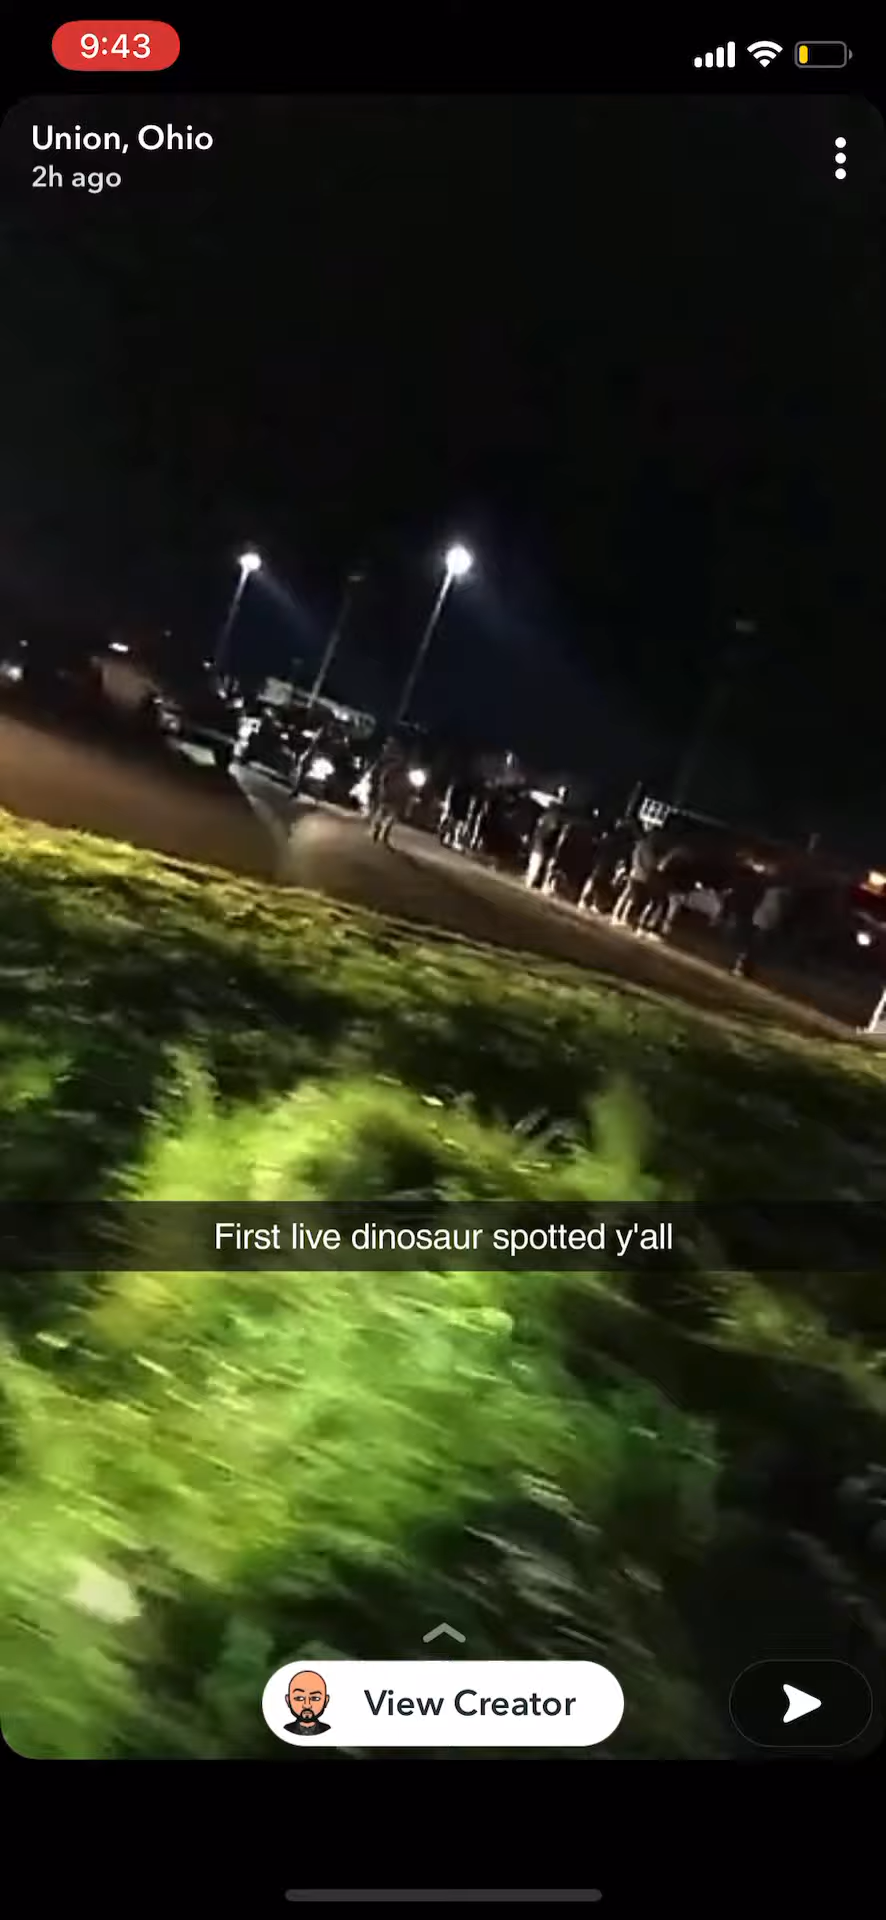 9:43
Union, Ohio
2h ago
First live dinosaur spotted y'all
View Creator